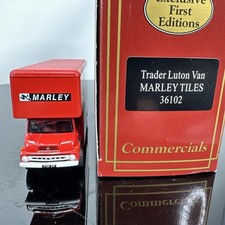 Exclusive
First
Editions
Trader Luton Van
MARLEY TILES
36102
Commercials
MARLEY